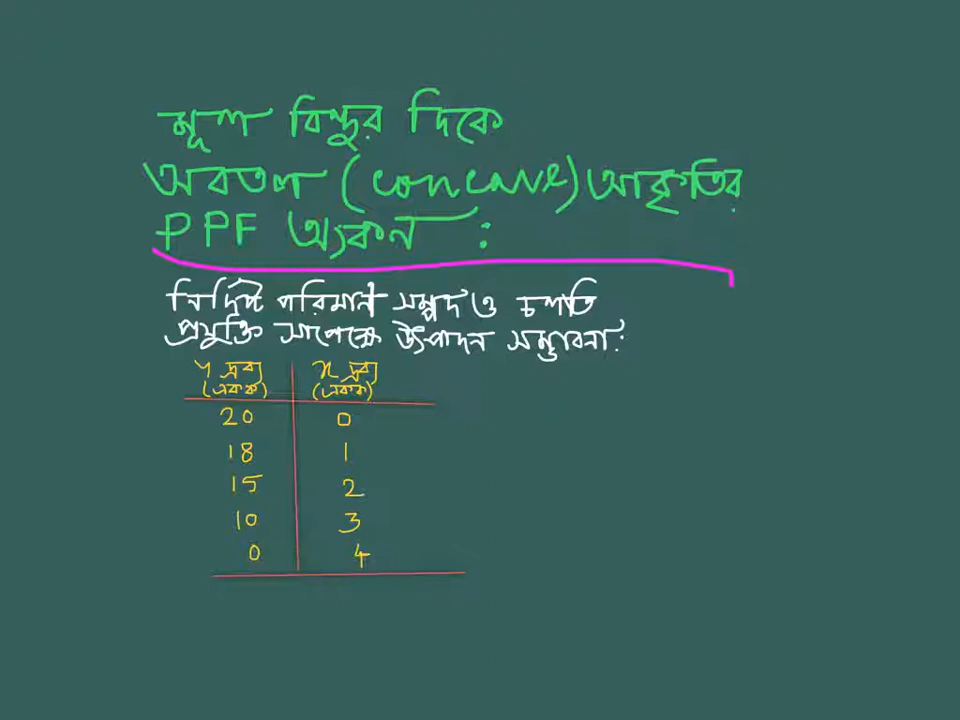 মূল বিন্দুর দিকে
অবতল (concave) আকৃতির
PPF অংকন :
নির্দিষ্ট পরিমান সম্পদ ও চলতি
প্রযুক্তি সাপেক্ষে উৎপাদন সম্ভাবনা:
Y দ্রব্য x দ্রব্য
(একক) (একক)
20 0
18 1
15 2
10 3
0 4